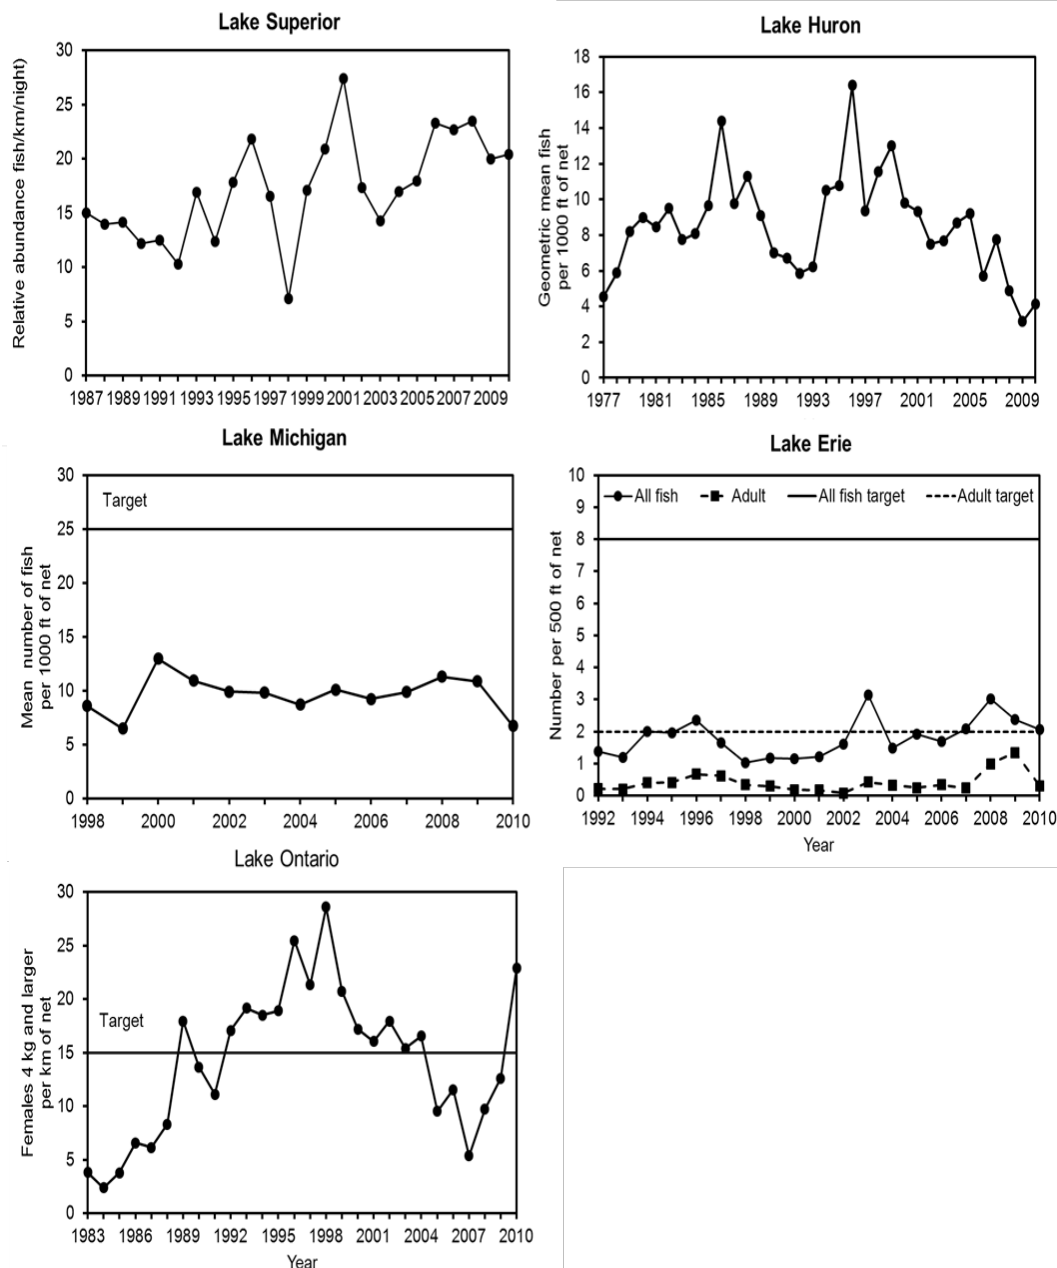 Lake Superior
Relative abundance fish/km/night)
30
25
20
15
10
5
0
1987 1989 1991 1993 1995 1997 1999 2001 2003 2005 2007 2009
Lake Huron
Geometric mean fish
per 1000 ft of net
18
16
14
12
10
8
6
4
2
0
1977 1981 1985 1989 1993 1997 2001 2005 2009
Lake Michigan
Mean number of fish
per 1000 ft of net
30
25
20
15
10
5
0
Target
1998 2000 2002 2004 2006 2008 2010
Lake Erie
Number per 500 ft of net
10
9
8
7
6
5
4
3
2
1
0
All fish Adult All fish target Adult target
1992 1994 1996 1998 2000 2002 2004 2006 2008 2010
Year
Lake Ontario
Females 4 kg and larger
per km of net
30
25
20
15
10
5
0
Target
1983 1986 1989 1992 1995 1998 2001 2004 2007 2010
Year